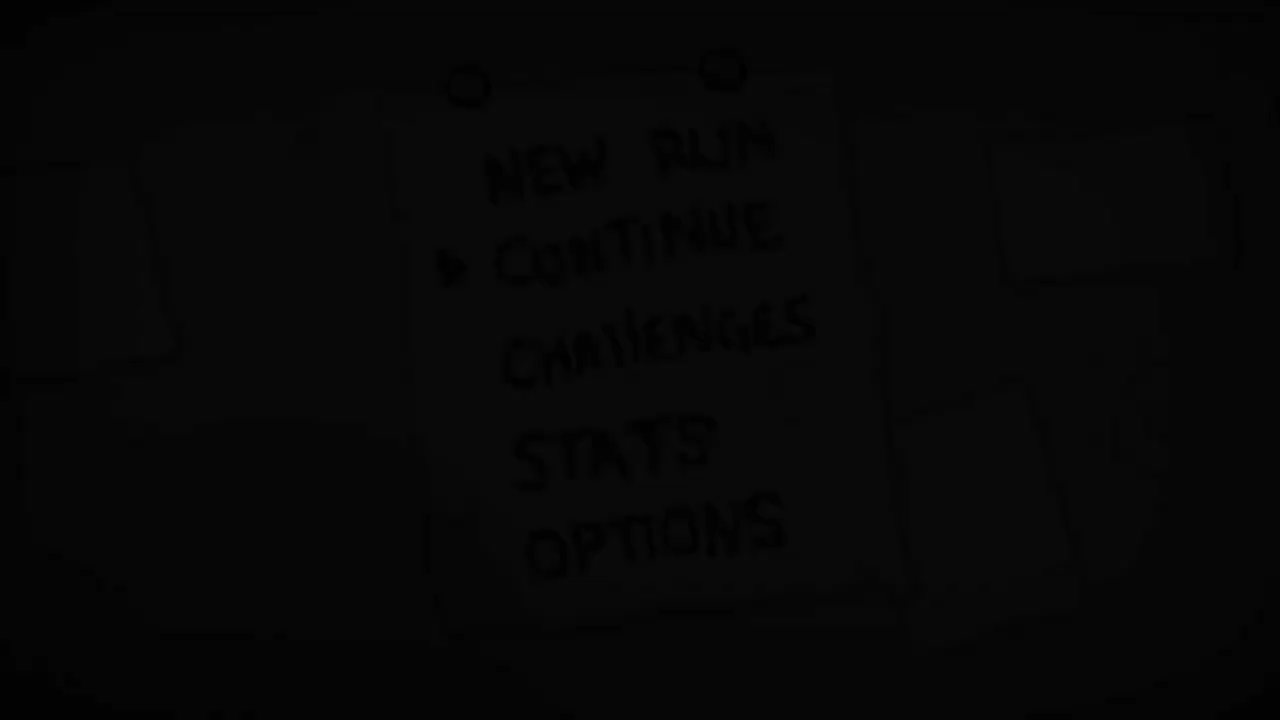 NEW RUN
CONTINUE
CHALLENGES
STATS
OPTIONS